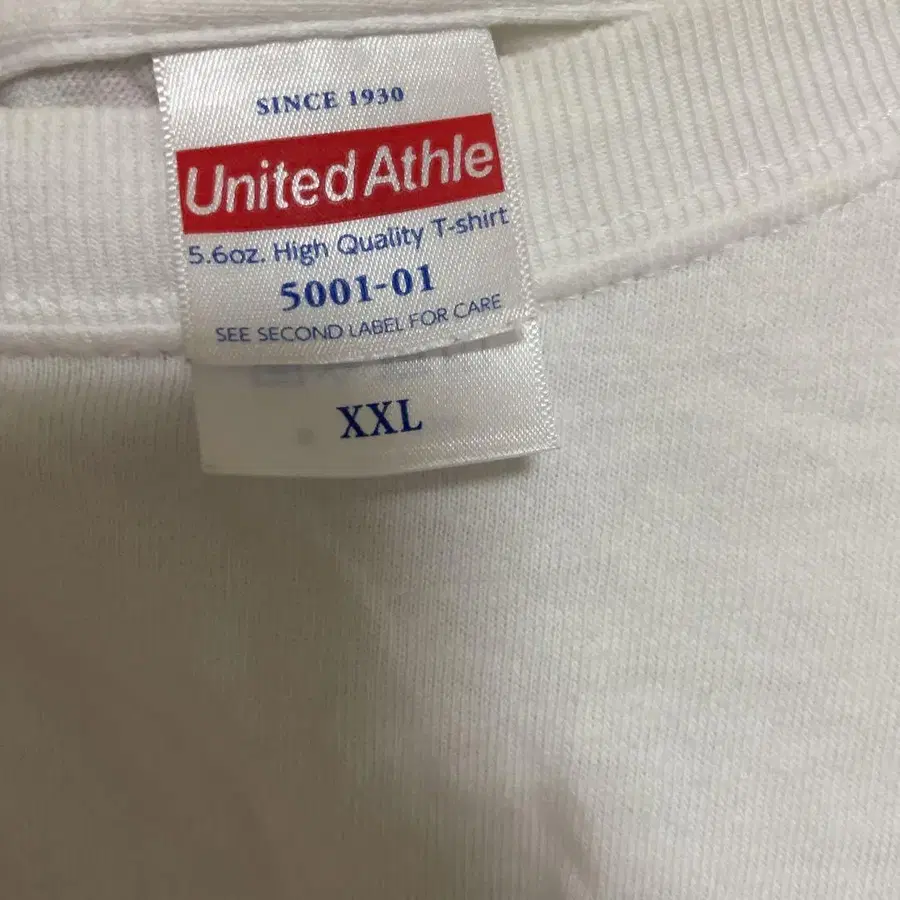 SINCE 1930
United Athle
5.6oz. High Quality T-shirt
5001-01
SEE SECOND LABEL FOR CARE
XXL